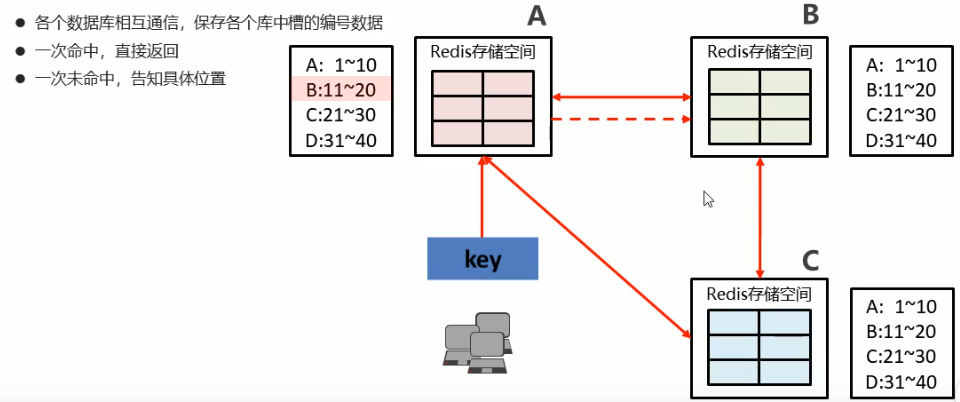 各个数据库相互通信，保存各个库中槽的编号数据
一次命中，直接返回
一次未命中，告知具体位置
A: 1~10
B:11~20
C:21~30
D:31~40
A
Redis存储空间
B
Redis存储空间
A: 1~10
B:11~20
C:21~30
D:31~40
key
C
Redis存储空间
A: 1~10
B:11~20
C:21~30
D:31~40